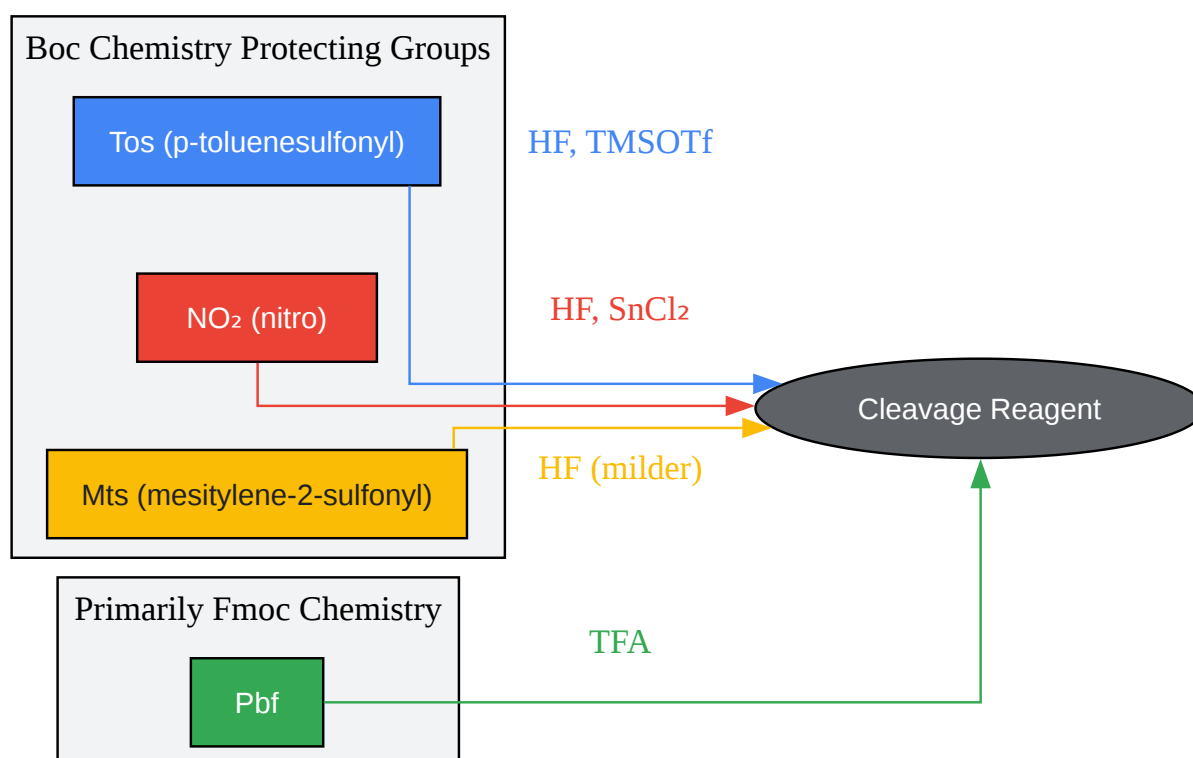 Boc Chemistry Protecting Groups
Tos (p-toluenesulfonyl)
HF, TMSOTf
NO₂ (nitro)
HF, SnCl₂
Cleavage Reagent
HF (milder)
Mts (mesitylene-2-sulfonyl)
Primarily Fmoc Chemistry
TFA
Pbf